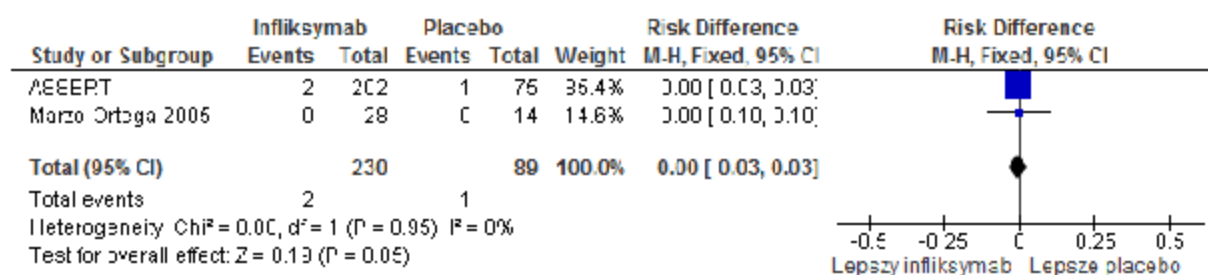 Infliksymab Placebo Risk Difference Risk Difference
Study or Subgroup Events Total Events Total Weight M-H, Fixed, 95% CI M-H, Fixed, 95% CI
ASSERT 2 202 1 75 85.4% 0.00 [ 0.03, 0.03]
Marzo Ortega 2005 0 28 0 14 14.6% 0.00 [ 0.10, 0.10]
Total (95% CI) 230 89 100.0% 0.00 [ 0.03, 0.03]
Total events 2 1
Heterogeneity: Chi² = 0.00, df = 1 (P = 0.95) I² = 0%
Test for overall effect: Z =
-0.5 -0.25 0 0.25 0.5
Lepszy infliksymab Lepsze placebo